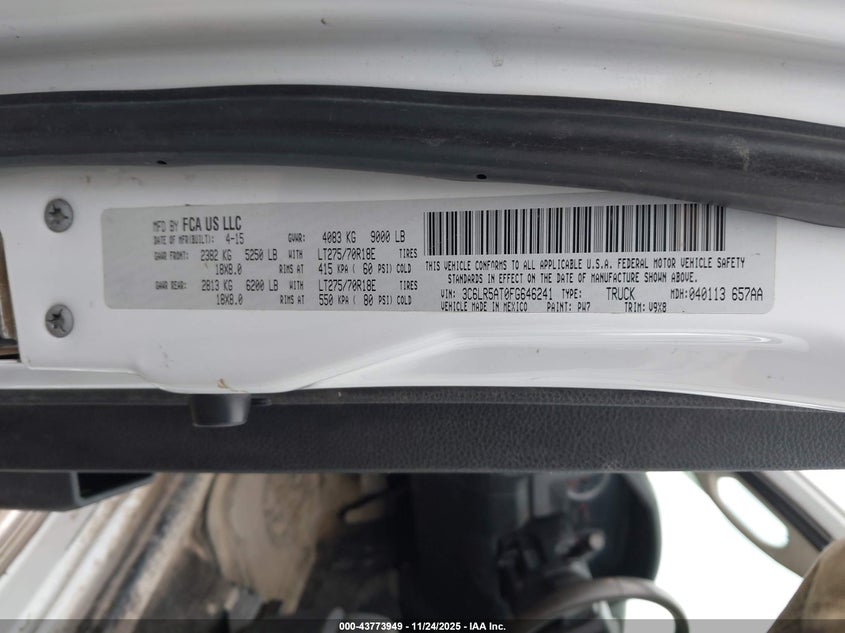 MFD BY FCA US LLC
DATE OF MFR(BUILT): 4-15 GVWR: 4083 KG 9000 LB
GAWR FRONT: 2382 KG 5250 LB WITH LT275/70R18E TIRES
18X8.0 RIMS AT 415 KPA ( 60 PSI) COLD
GAWR REAR: 2813 KG 6200 LB WITH LT275/70R18E TIRES
18X8.0 RIMS AT 550 KPA ( 80 PSI) COLD
THIS VEHICLE CONFORMS TO ALL APPLICABLE U.S.A. FEDERAL MOTOR VEHICLE SAFETY
STANDARDS IN EFFECT ON THE DATE OF MANUFACTURE SHOWN ABOVE.
VIN: 3C6LR5AT0FG646241 TYPE: TRUCK MDH: 040113 657AA
VEHICLE MADE IN MEXICO PAINT: PW7 TRIM: V9X8
000-43773949 - 11/24/2025 - IAA Inc.